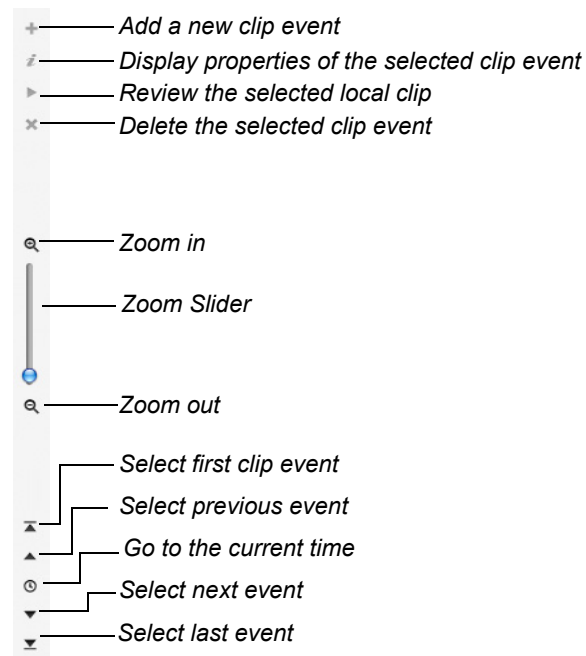 Add a new clip event
Display properties of the selected clip event
Review the selected local clip
Delete the selected clip event
Zoom in
Zoom Slider
Zoom out
Select first clip event
Select previous event
Go to the current time
Select next event
Select last event